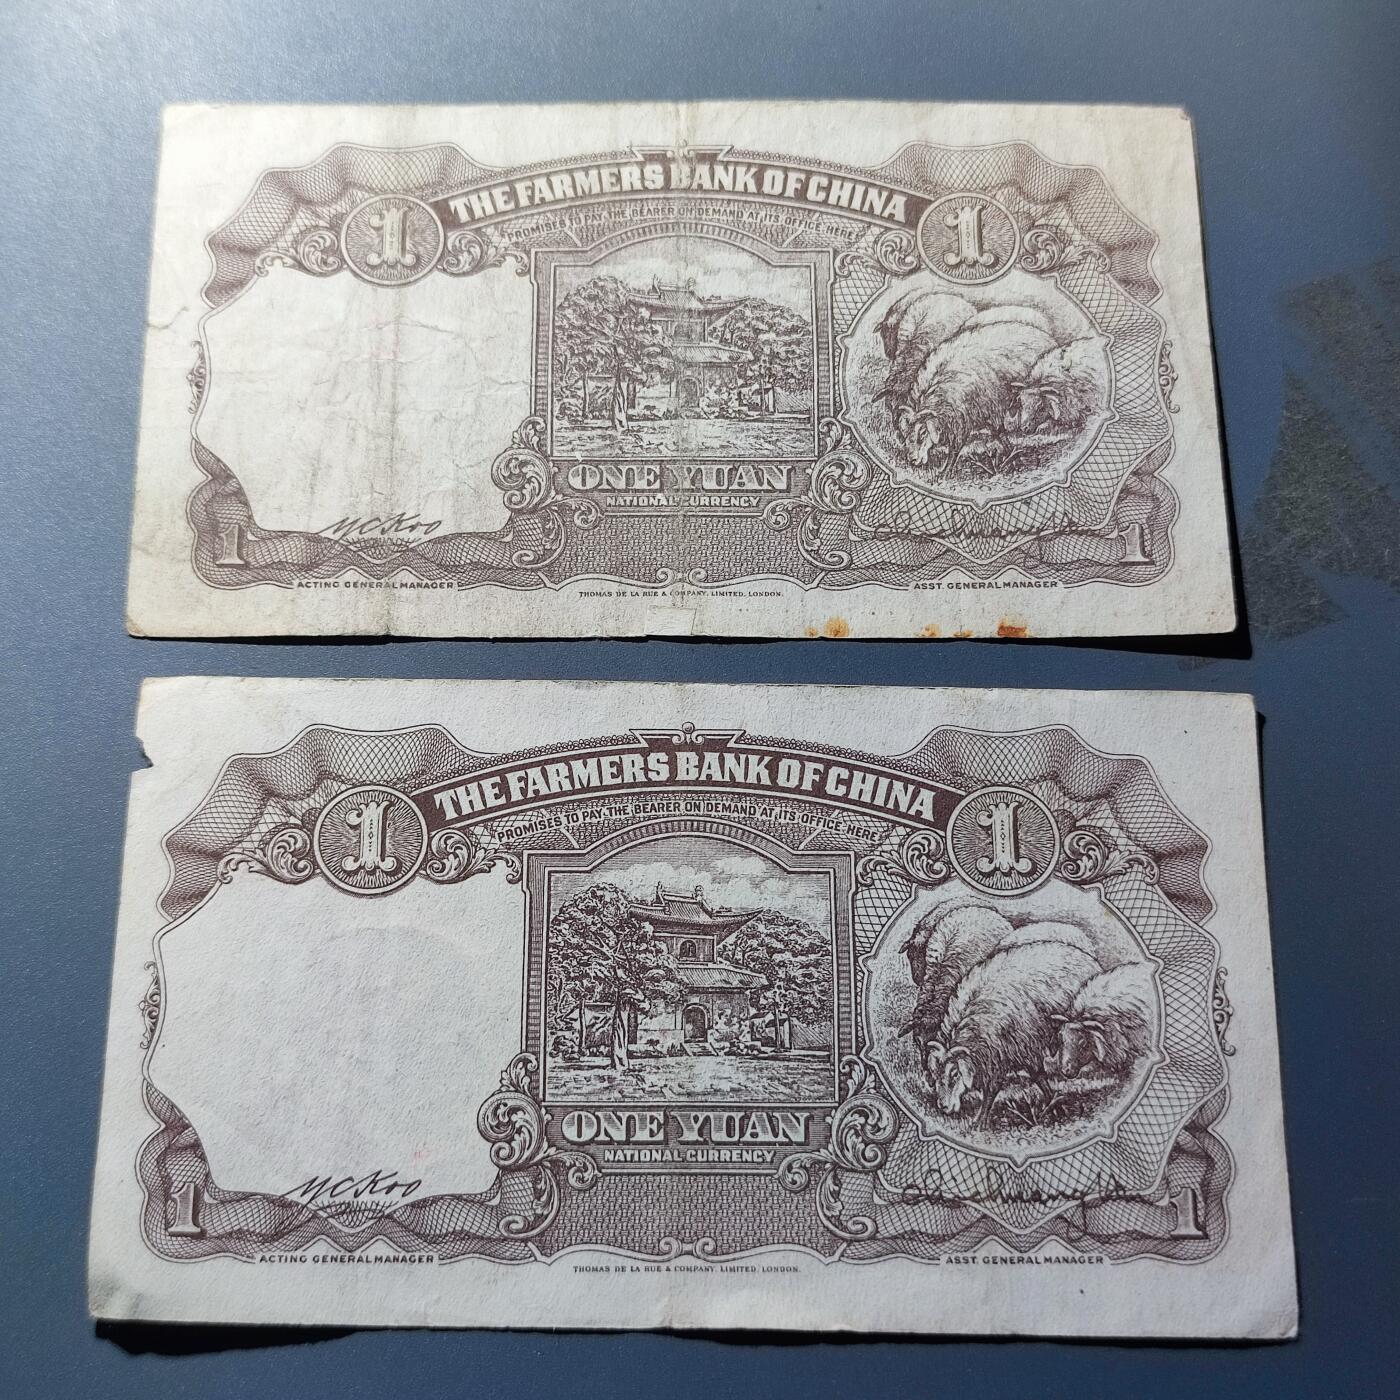 THE FARMERS BANK OF CHINA
PROMISES TO PAY THE BEARER ON DEMAND AT ITS OFFICE HERE
1 1
ONE YUAN
NATIONAL CURRENCY
Y C Koo
1 1
ACTING GENERAL MANAGER ASST. GENERAL MANAGER
THOMAS DE LA RUE & COMPANY, LIMITED, LONDON.
THE FARMERS BANK OF CHINA
PROMISES TO PAY THE BEARER ON DEMAND AT ITS OFFICE HERE
1 1
ONE YUAN
NATIONAL CURRENCY
Y C Koo
1 1
ACTING GENERAL MANAGER ASST. GENERAL MANAGER
THOMAS DE LA RUE & COMPANY, LIMITED, LONDON.